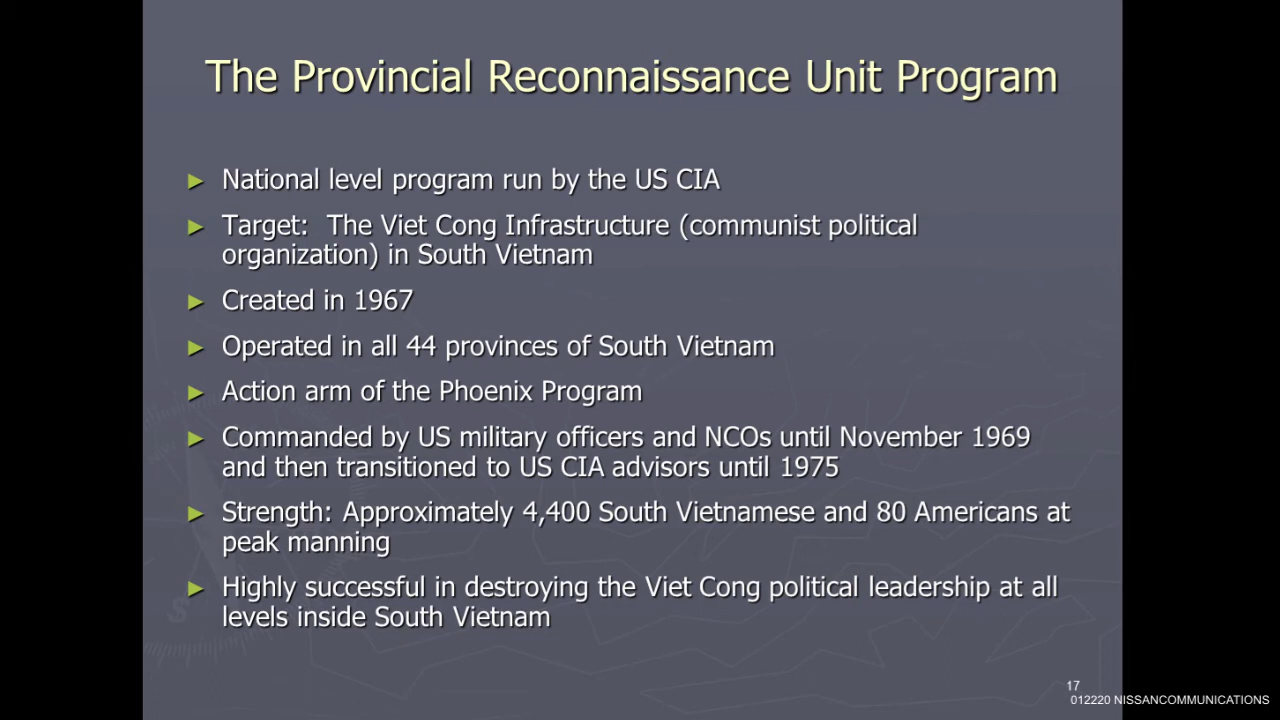 The Provincial Reconnaissance Unit Program
► National level program run by the US CIA
► Target:  The Viet Cong Infrastructure (communist political
organization) in South Vietnam
► Created in 1967
► Operated in all 44 provinces of South Vietnam
► Action arm of the Phoenix Program
► Commanded by US military officers and NCOs until November 1969
and then transitioned to US CIA advisors until 1975
► Strength: Approximately 4,400 South Vietnamese and 80 Americans at
peak manning
► Highly successful in destroying the Viet Cong political leadership at all
levels inside South Vietnam
S
17
012220 NISSANCOMMUNICATIONS